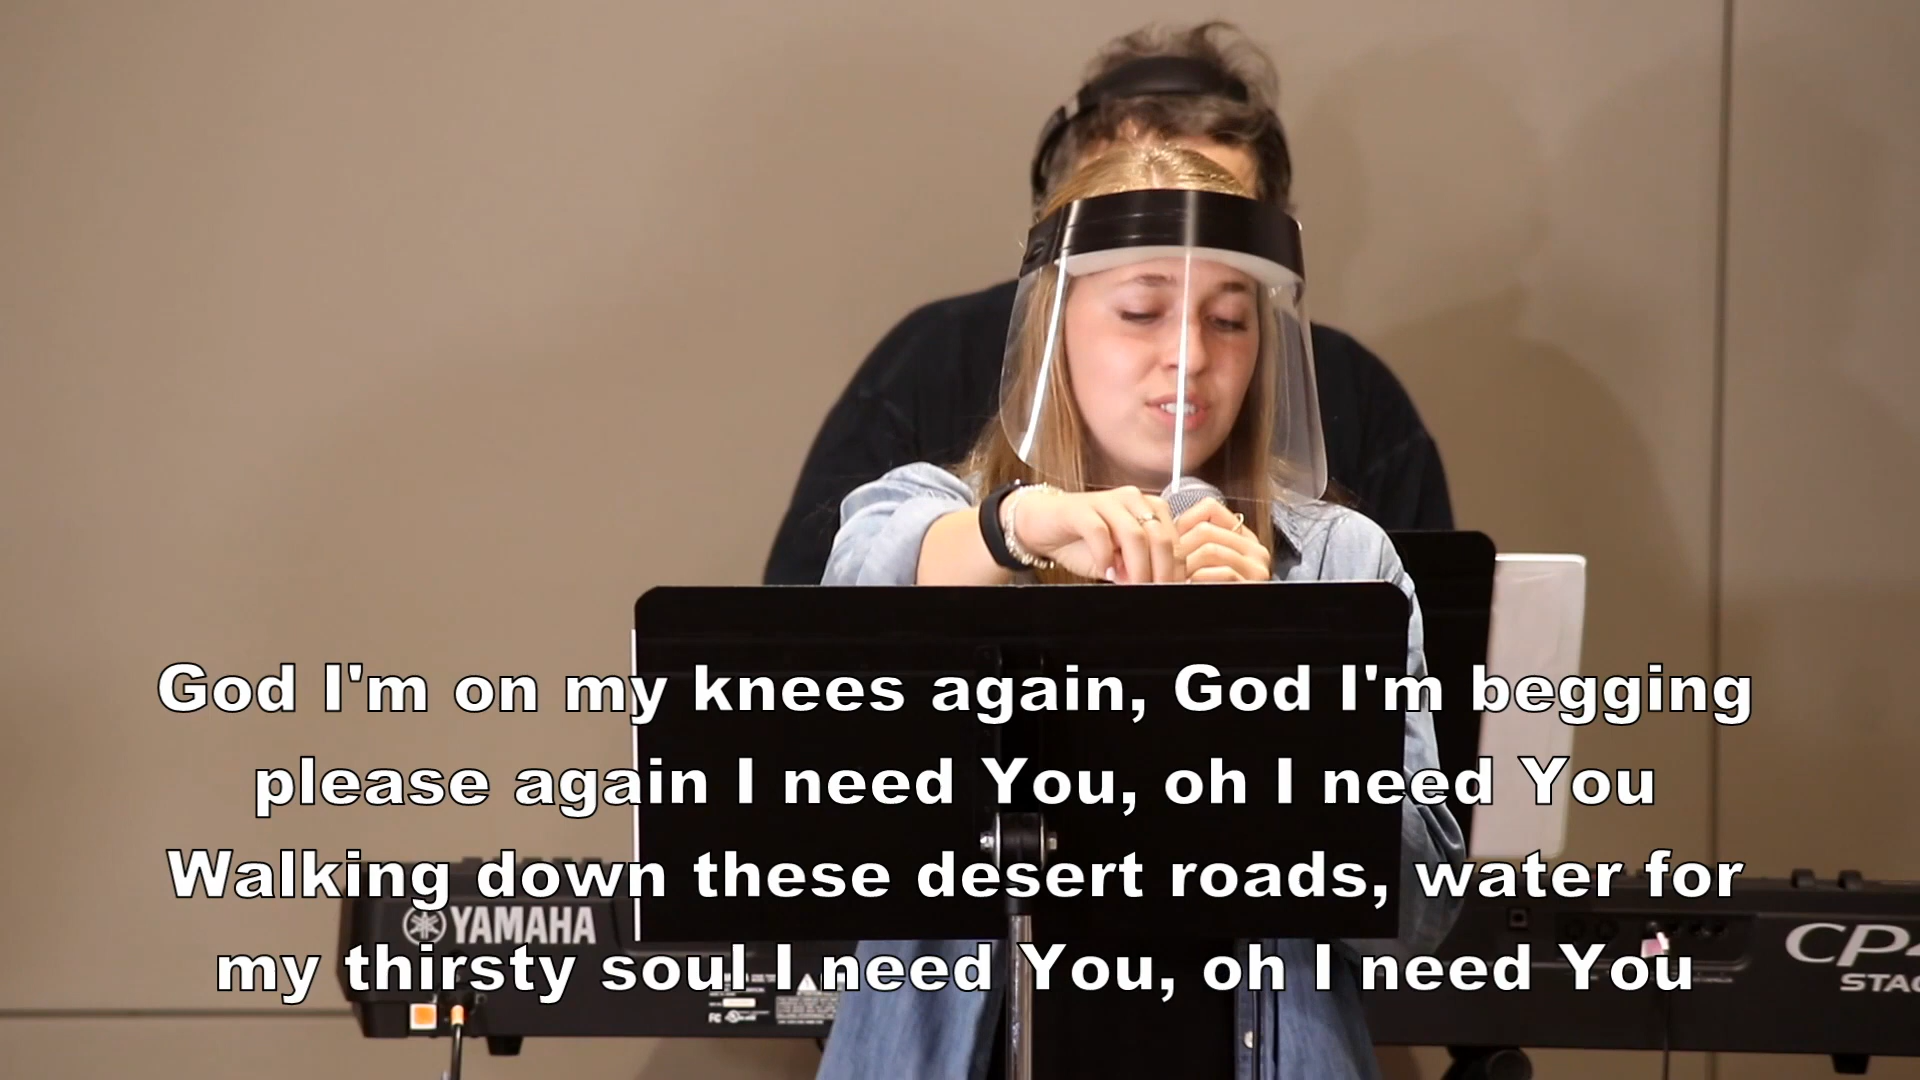 God I'm on my knees again, God I'm begging
please again I need You, oh I need You
Walking down these desert roads, water for
my thirsty soul I need You, oh I need You
YAMAHA
CP4
STAG